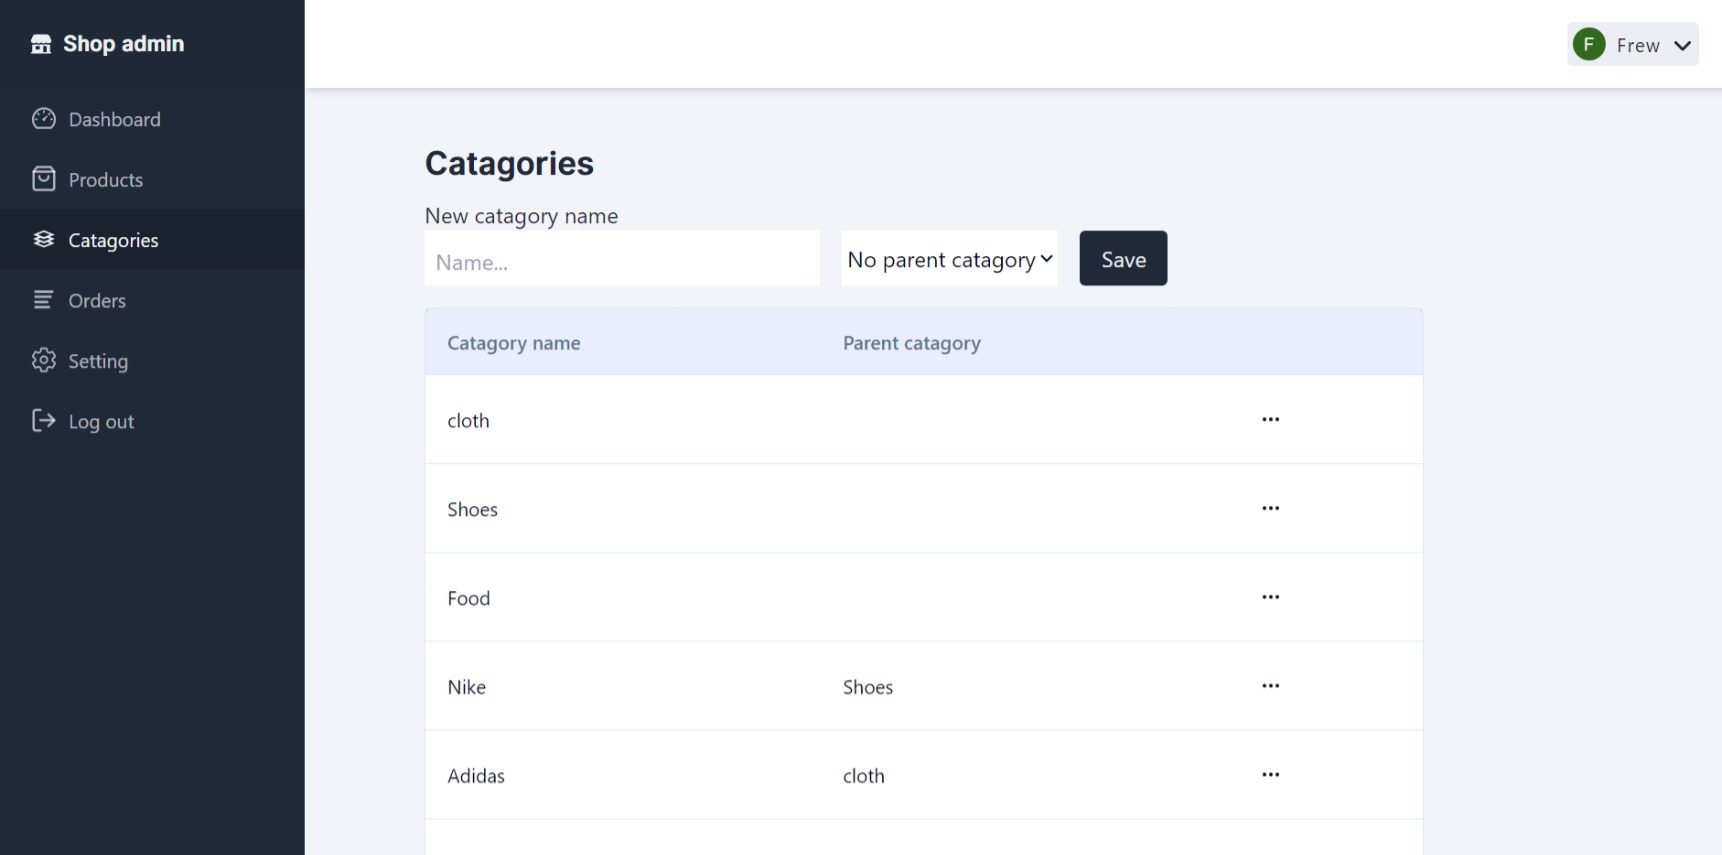 Shop admin
F Frew
Dashboard
Products
Catagories
Orders
Setting
Log out
Catagories
New catagory name
Name...
No parent catagory
Save
Catagory name Parent catagory
cloth
Shoes
Food
Nike Shoes
Adidas cloth